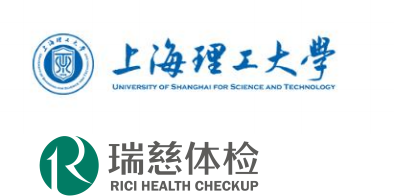 上海理工大學
UNIVERSITY OF SHANGHAI FOR SCIENCE AND TECHNOLOGY
瑞慈体检
RICI HEALTH CHECKUP